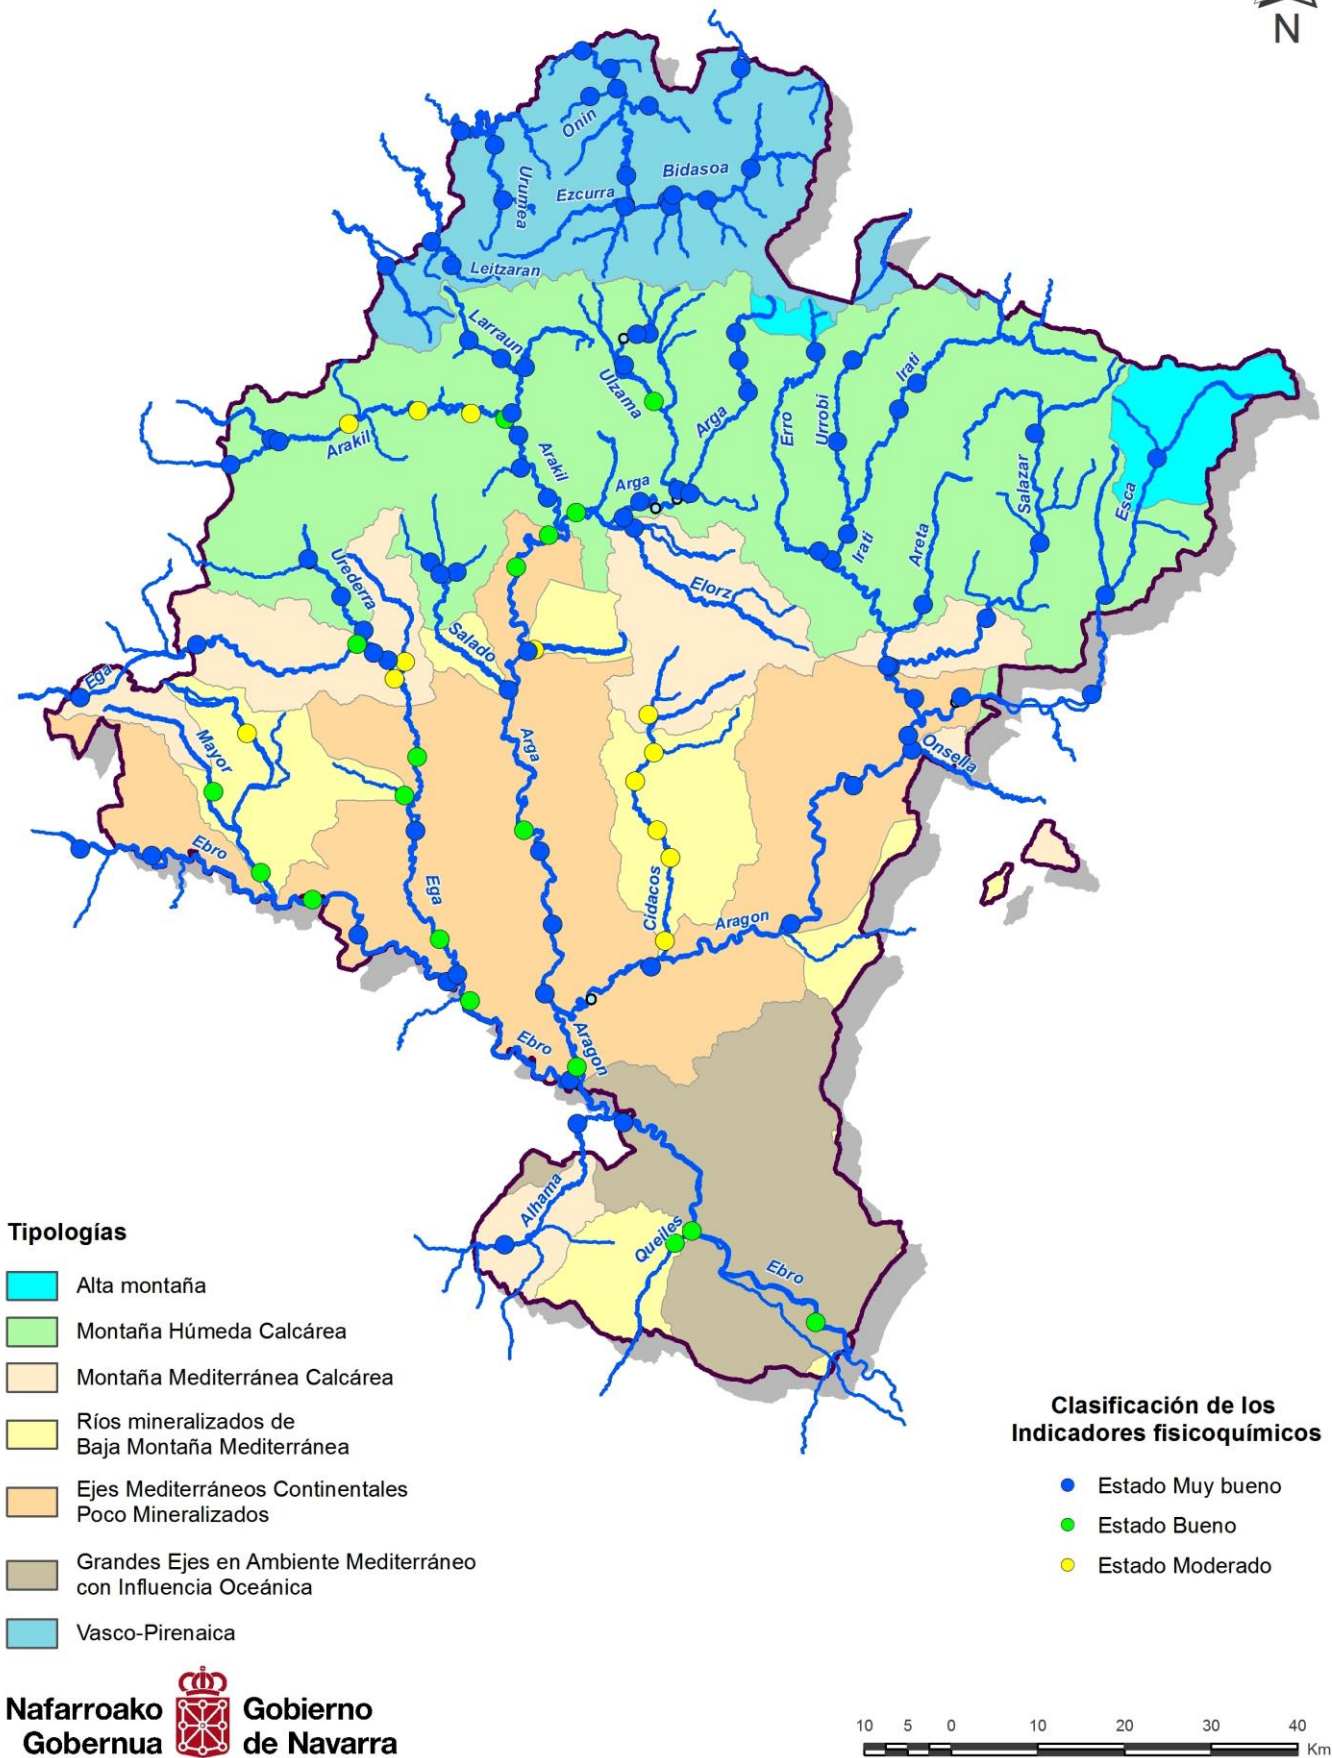 N
Onin
Urumea
Ezcurra
Bidasoa
Leitzaran
Larraun
Ulzama
Arga
Erro
Urrobi
Irati
Arakil
Arakil
Arga
Salazar
Esca
Urederra
Elorz
Irati
Areta
Salado
Ega
Mayor
Arga
Onsella
Ebro
Ega
Cidacos
Aragon
Ebro
Aragon
Alhama
Queiles
Ebro
Tipologías
Alta montaña
Montaña Húmeda Calcárea
Montaña Mediterránea Calcárea
Ríos mineralizados de
Baja Montaña Mediterránea
Ejes Mediterráneos Continentales
Poco Mineralizados
Grandes Ejes en Ambiente Mediterráneo
con Influencia Oceánica
Vasco-Pirenaica
Clasificación de los
Indicadores fisicoquímicos
Estado Muy bueno
Estado Bueno
Estado Moderado
Nafarroako
Gobernua
Gobierno
de Navarra
10 5 0 10 20 30 40
Km